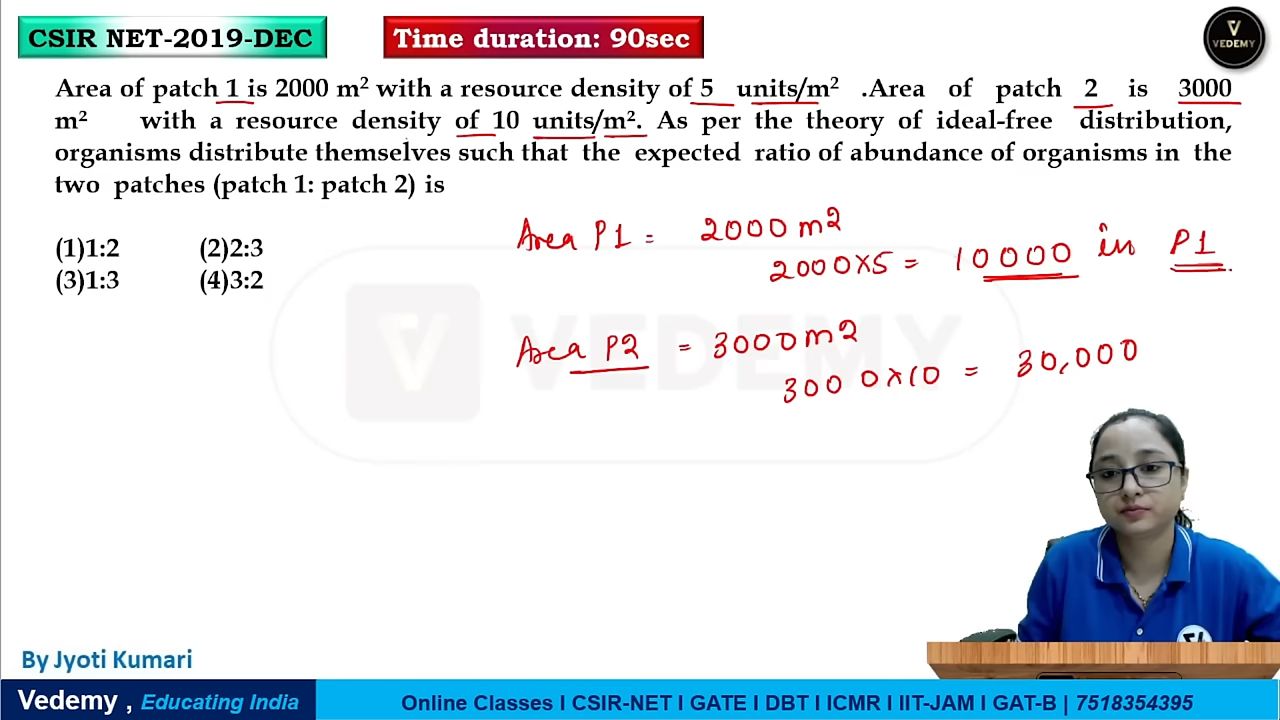 CSIR NET-2019-DEC
Time duration: 90sec
VEDEMY
Area of patch 1 is 2000 m² with a resource density of 5 units/m² .Area of patch 2 is 3000
m² with a resource density of 10 units/m². As per the theory of ideal-free distribution,
organisms distribute themselves such that the expected ratio of abundance of organisms in the
two patches (patch 1: patch 2) is
(1)1:2 (2)2:3
(3)1:3 (4)3:2
Area P1 = 2000 m²
2000×5 = 10000 in P1
Area P2 = 3000m²
3000×10 = 30,000
VEDEMY
By Jyoti Kumari
Vedemy , Educating India
Online Classes I CSIR-NET I GATE I DBT I ICMR I IIT-JAM I GAT-B | 7518354395